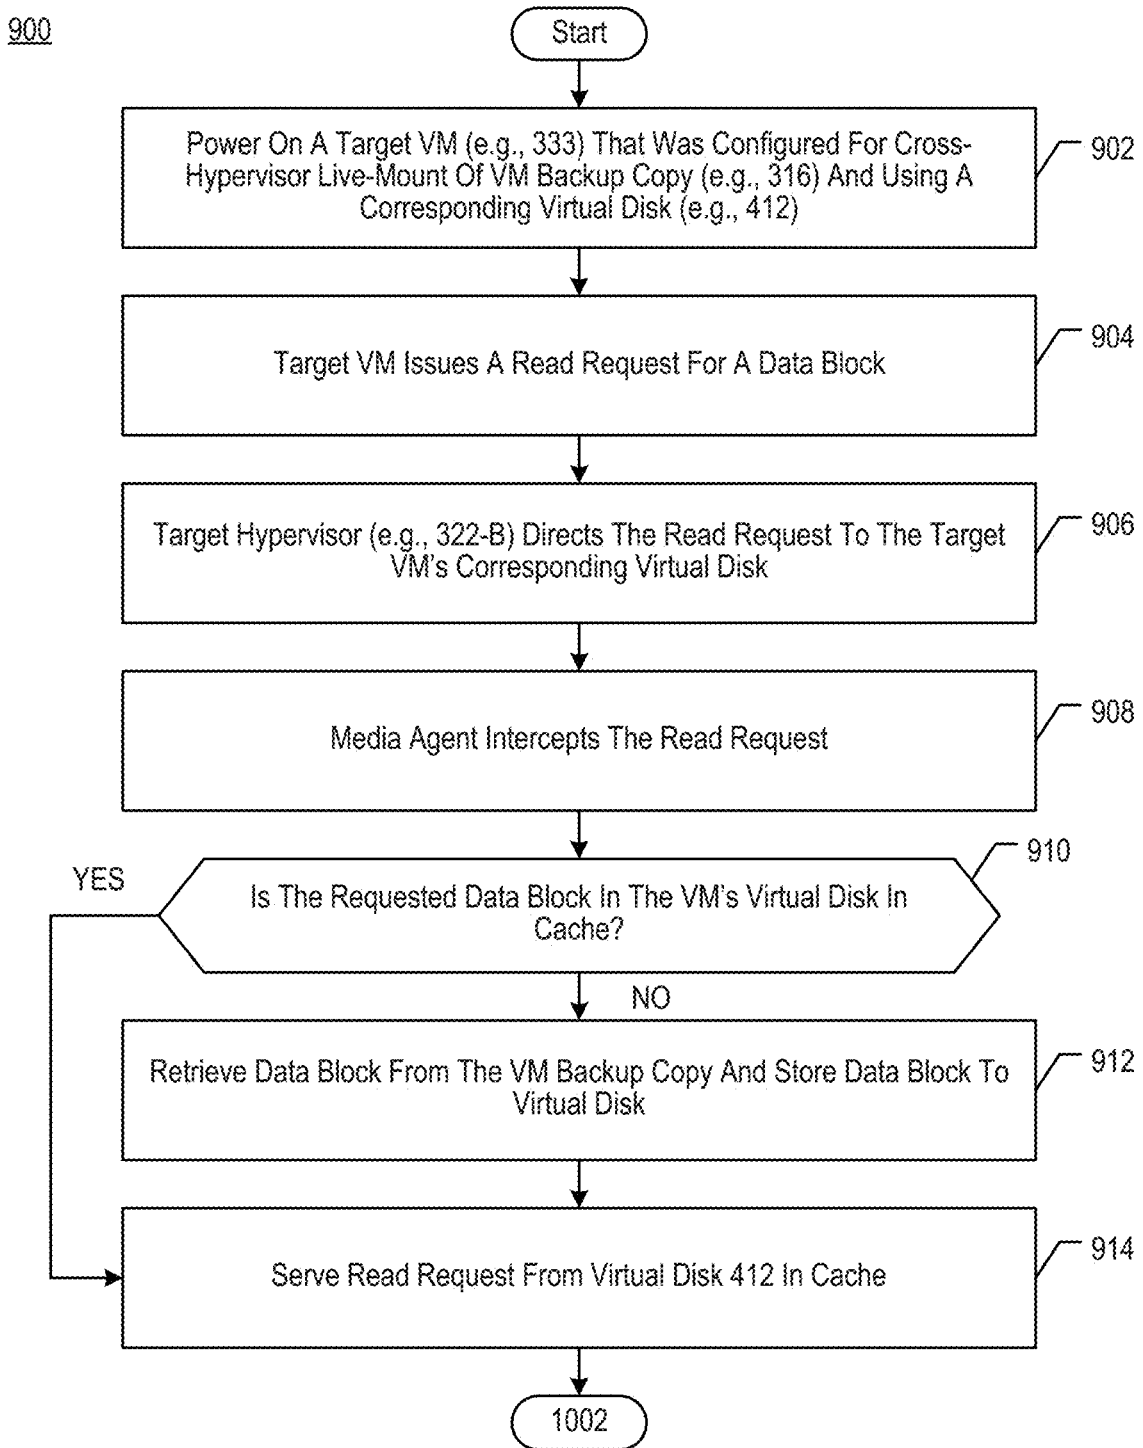 900
Start
Power On A Target VM (e.g., 333) That Was Configured For Cross-
Hypervisor Live-Mount Of VM Backup Copy (e.g., 316) And Using A
Corresponding Virtual Disk (e.g., 412)
902
Target VM Issues A Read Request For A Data Block
904
Target Hypervisor (e.g., 322-B) Directs The Read Request To The Target
VM's Corresponding Virtual Disk
906
Media Agent Intercepts The Read Request
908
910
YES
Is The Requested Data Block In The VM's Virtual Disk In
Cache?
NO
Retrieve Data Block From The VM Backup Copy And Store Data Block To
Virtual Disk
912
Serve Read Request From Virtual Disk 412 In Cache
914
1002